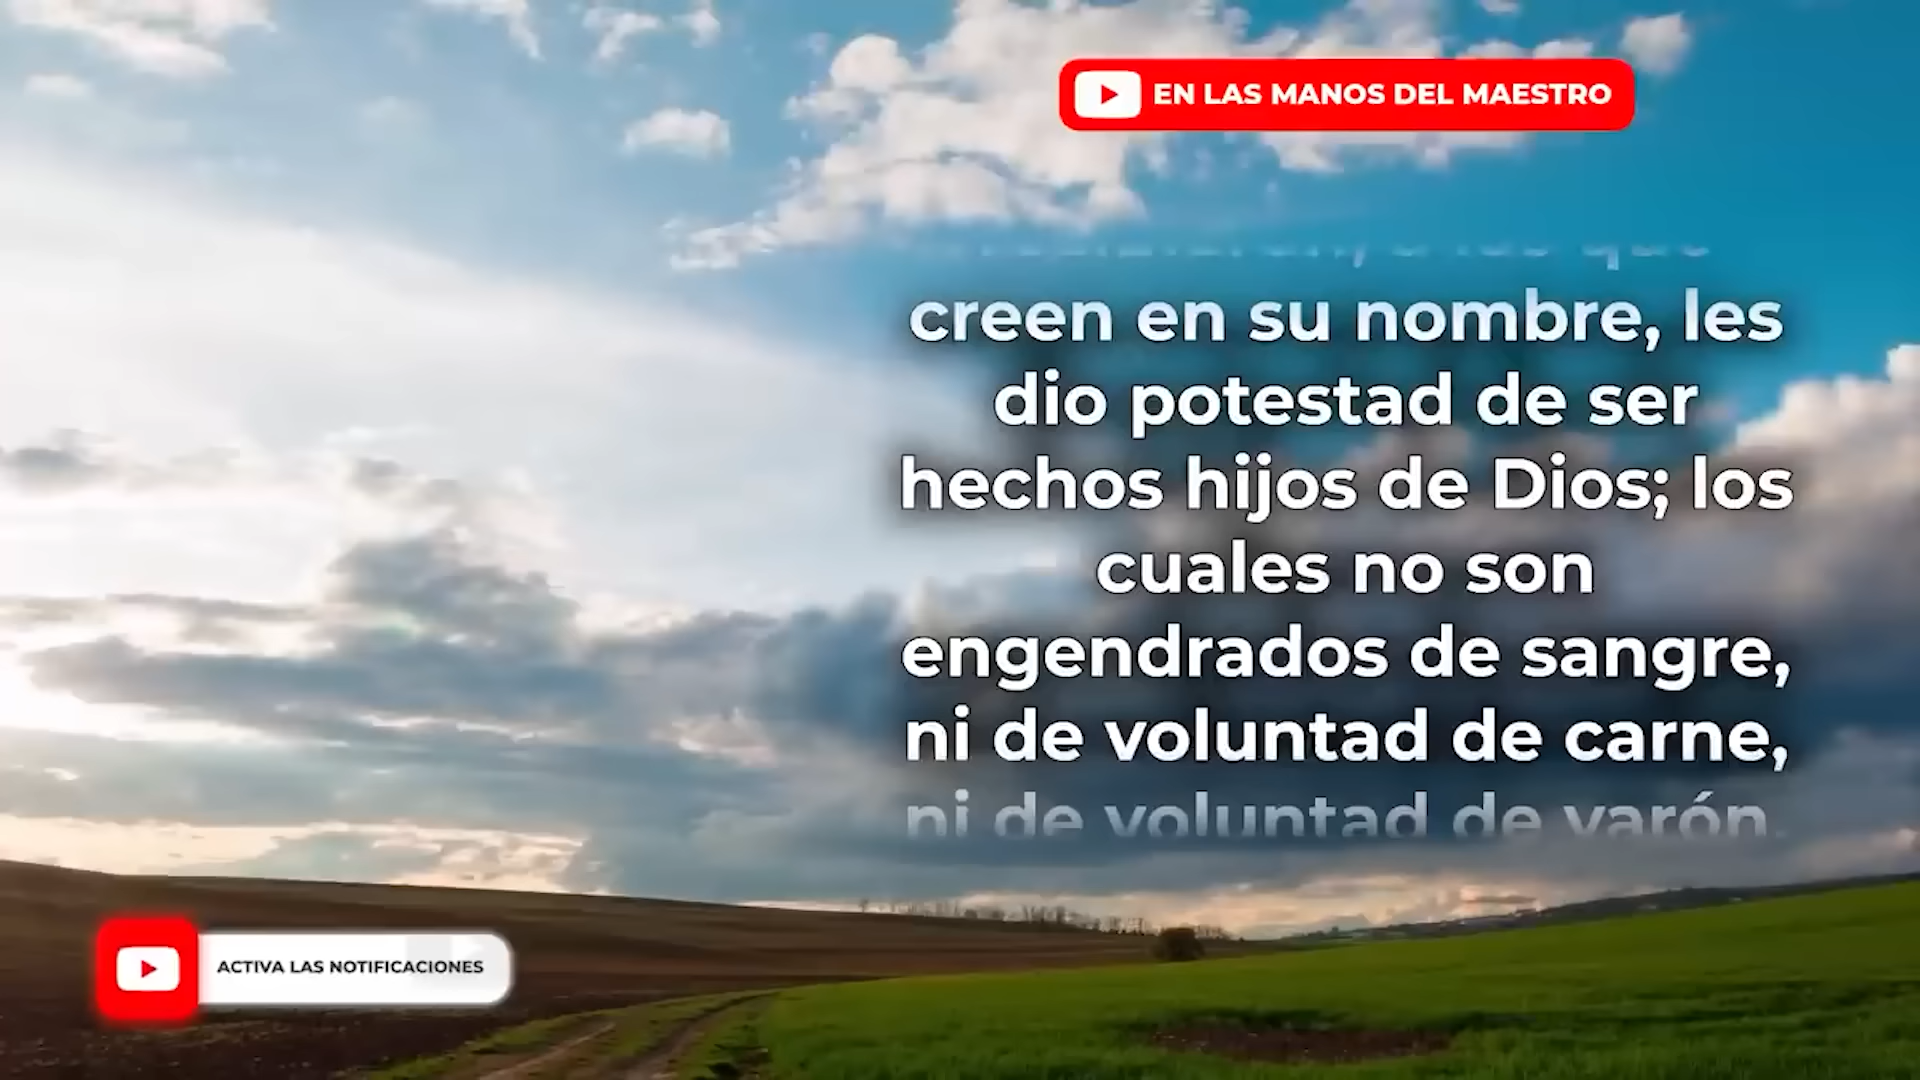 EN LAS MANOS DEL MAESTRO
creen en su nombre, les
dio potestad de ser
hechos hijos de Dios; los
cuales no son
engendrados de sangre,
ni de voluntad de carne,
ni de voluntad de varón,
ACTIVA LAS NOTIFICACIONES